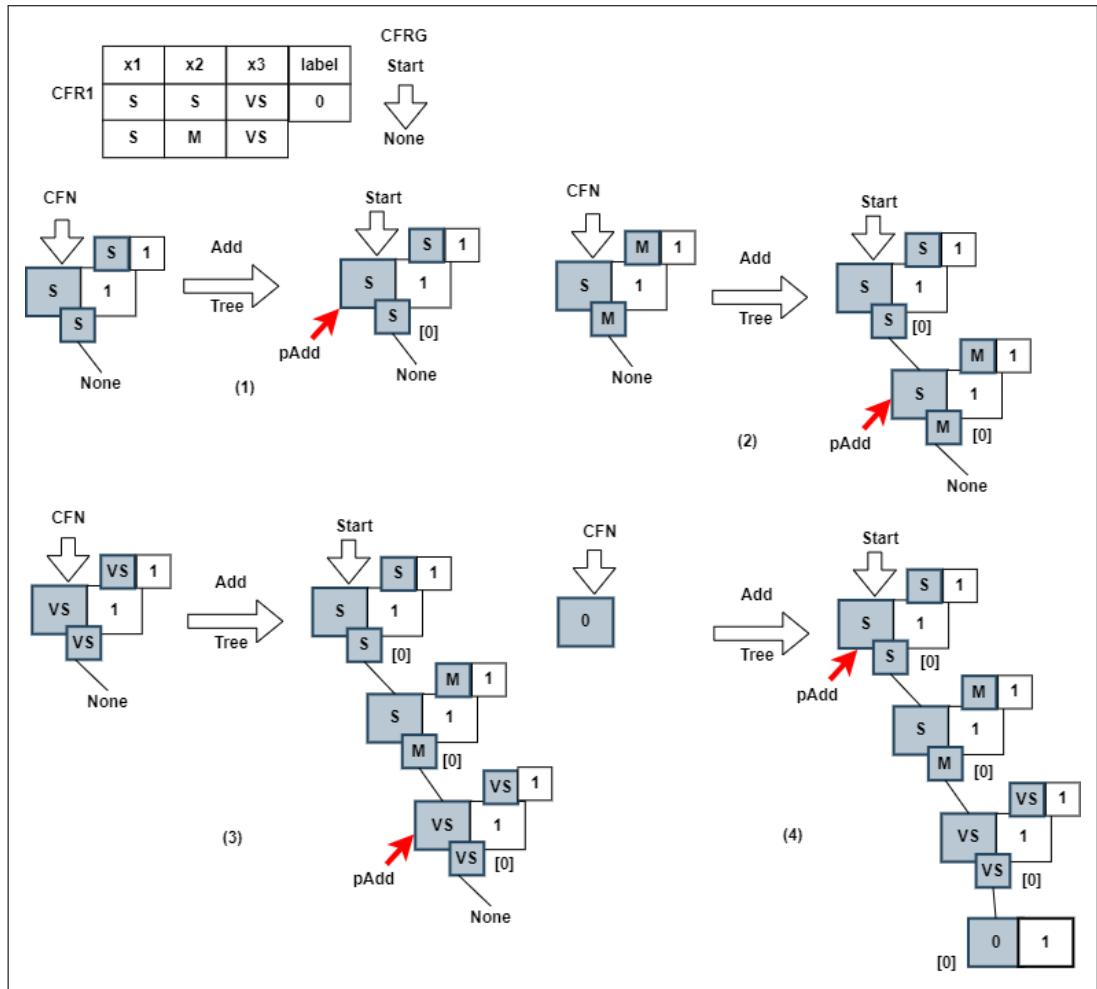 CFRG
x1 x2 x3 label
Start
CFR1
S S VS 0
S M VS
None
CFN
S 1
S 1
S
None
Add
Tree
(1)
Start
S 1
S 1
S [0]
pAdd
None
CFN
M 1
S 1
M
None
Add
Tree
(2)
Start
S 1
S 1
S [0]
M 1
S 1
M [0]
pAdd
None
CFN
VS 1
VS 1
VS
None
Add
Tree
(3)
Start
S 1
S 1
S [0]
M 1
S 1
M [0]
VS 1
VS 1
VS [0]
pAdd
None
CFN
0
Add
Tree
(4)
Start
S 1
S 1
S [0]
pAdd
M 1
S 1
M [0]
VS 1
VS 1
VS [0]
0 1
[0]